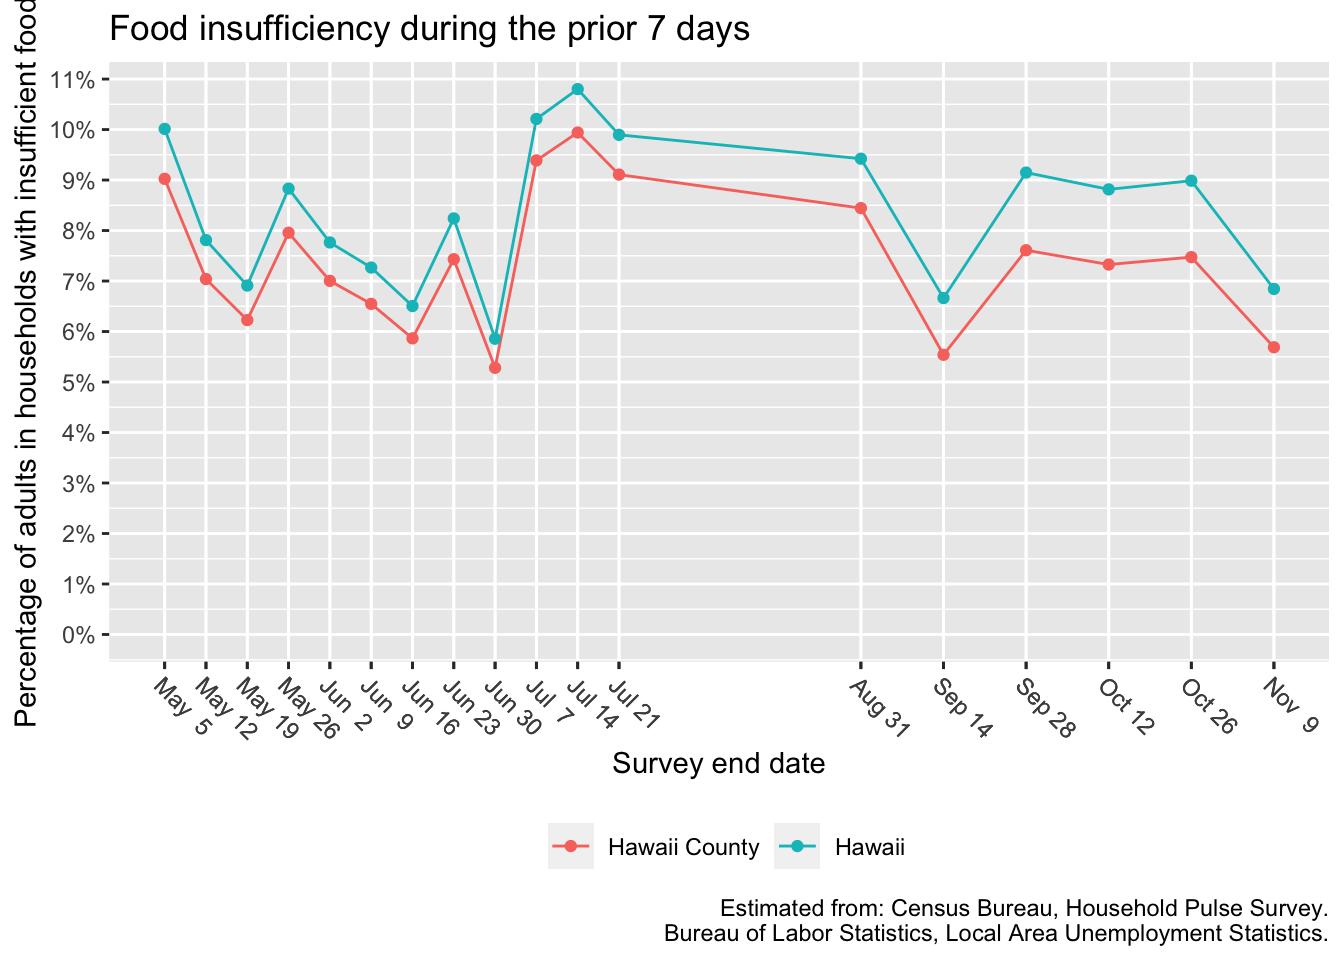 Food insufficiency during the prior 7 days
Percentage of adults in households with insufficient food
11%
10%
9%
8%
7%
6%
5%
4%
3%
2%
1%
0%
May 5
May 12
May 19
May 26
Jun 2
Jun 9
Jun 16
Jun 23
Jun 30
Jul 7
Jul 14
Jul 21
Aug 31
Sep 14
Sep 28
Oct 12
Oct 26
Nov 9
Survey end date
Hawaii County
Hawaii
Estimated from: Census Bureau, Household Pulse Survey.
Bureau of Labor Statistics, Local Area Unemployment Statistics.